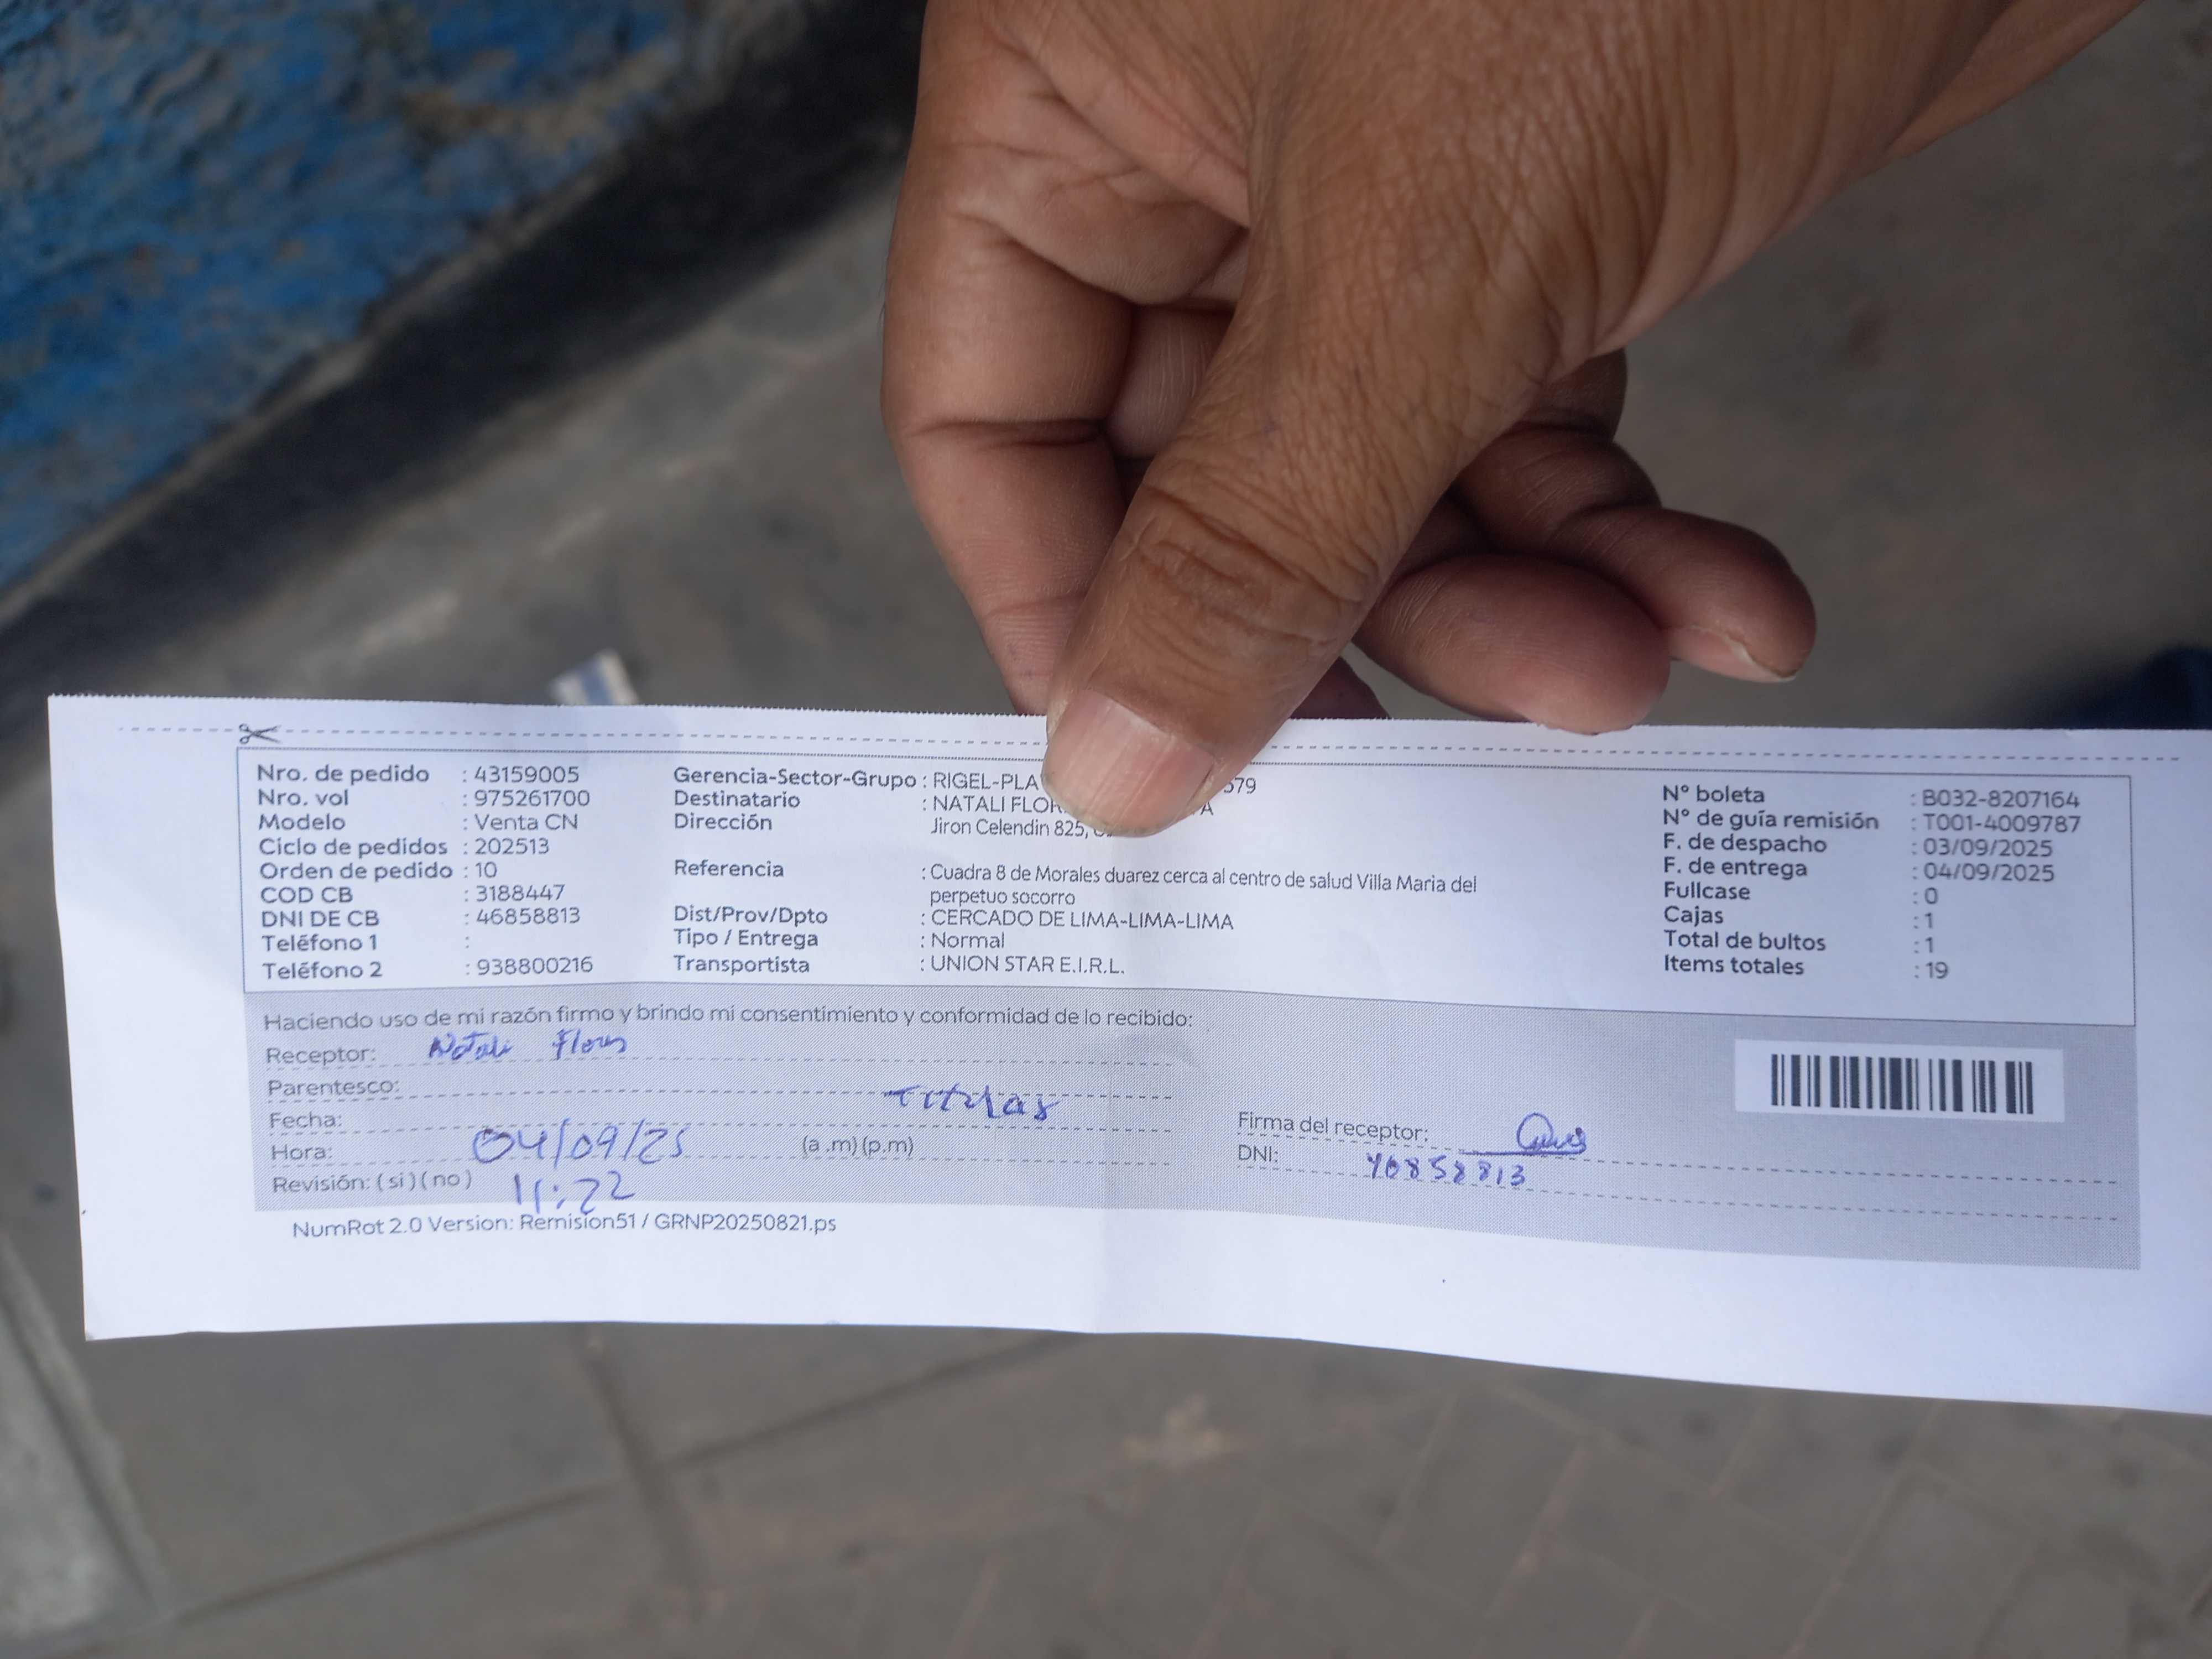 Nro. de pedido : 43159005
Nro. vol : 975261700
Modelo : Venta CN
Ciclo de pedidos : 202513
Orden de pedido : 10
COD CB : 3188447
DNI DE CB : 46858813
Teléfono 1 :
Teléfono 2 : 938800216
Gerencia-Sector-Grupo : RIGEL-PLA 579
Destinatario : NATALI FLOR A
Dirección Jiron Celendin 825,
Referencia : Cuadra 8 de Morales duarez cerca al centro de salud Villa Maria del
perpetuo socorro
Dist/Prov/Dpto : CERCADO DE LIMA-LIMA-LIMA
Tipo / Entrega : Normal
Transportista : UNION STAR E.I.R.L.
N° boleta : B032-8207164
N° de guía remisión : T001-4009787
F. de despacho : 03/09/2025
F. de entrega : 04/09/2025
Fullcase : 0
Cajas : 1
Total de bultos : 1
Items totales : 19
Haciendo uso de mi razón firmo y brindo mi consentimiento y conformidad de lo recibido:
Receptor: Natali Flores
Parentesco: Titular
Fecha: 04/09/25
Hora: 11:22 (a .m) (p.m)
Revisión: ( si ) ( no )
Firma del receptor:
DNI: 46858813
NumRot 2.0 Version: Remision51 / GRNP20250821.ps